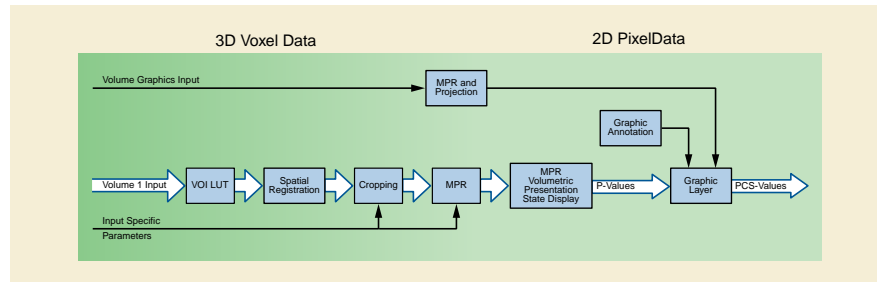 3D Voxel Data
2D PixelData
Volume Graphics Input
MPR and
Projection
Graphic
Annotation
Volume 1 Input
VOI LUT
Spatial
Registration
Cropping
MPR
MPR
Volumetric
Presentation
State Display
P-Values
Graphic
Layer
PCS-Values
Input Specific
Parameters